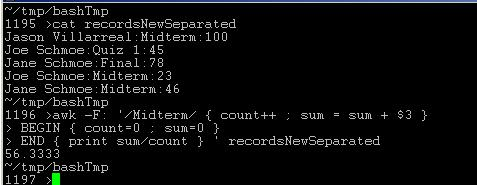 ~/tmp/bashTmp
1195 >cat recordsNewSeparated
Jason Villarreal:Midterm:100
Joe Schmoe:Quiz 1:45
Jane Schmoe:Final:78
Joe Schmoe:Midterm:23
Jane Schmoe:Midterm:46
~/tmp/bashTmp
1196 >awk -F: '/Midterm/ { count++ ; sum = sum + $3 }
> BEGIN { count=0 ; sum=0 }
> END { print sum/count } ' recordsNewSeparated
56.3333
~/tmp/bashTmp
1197 >